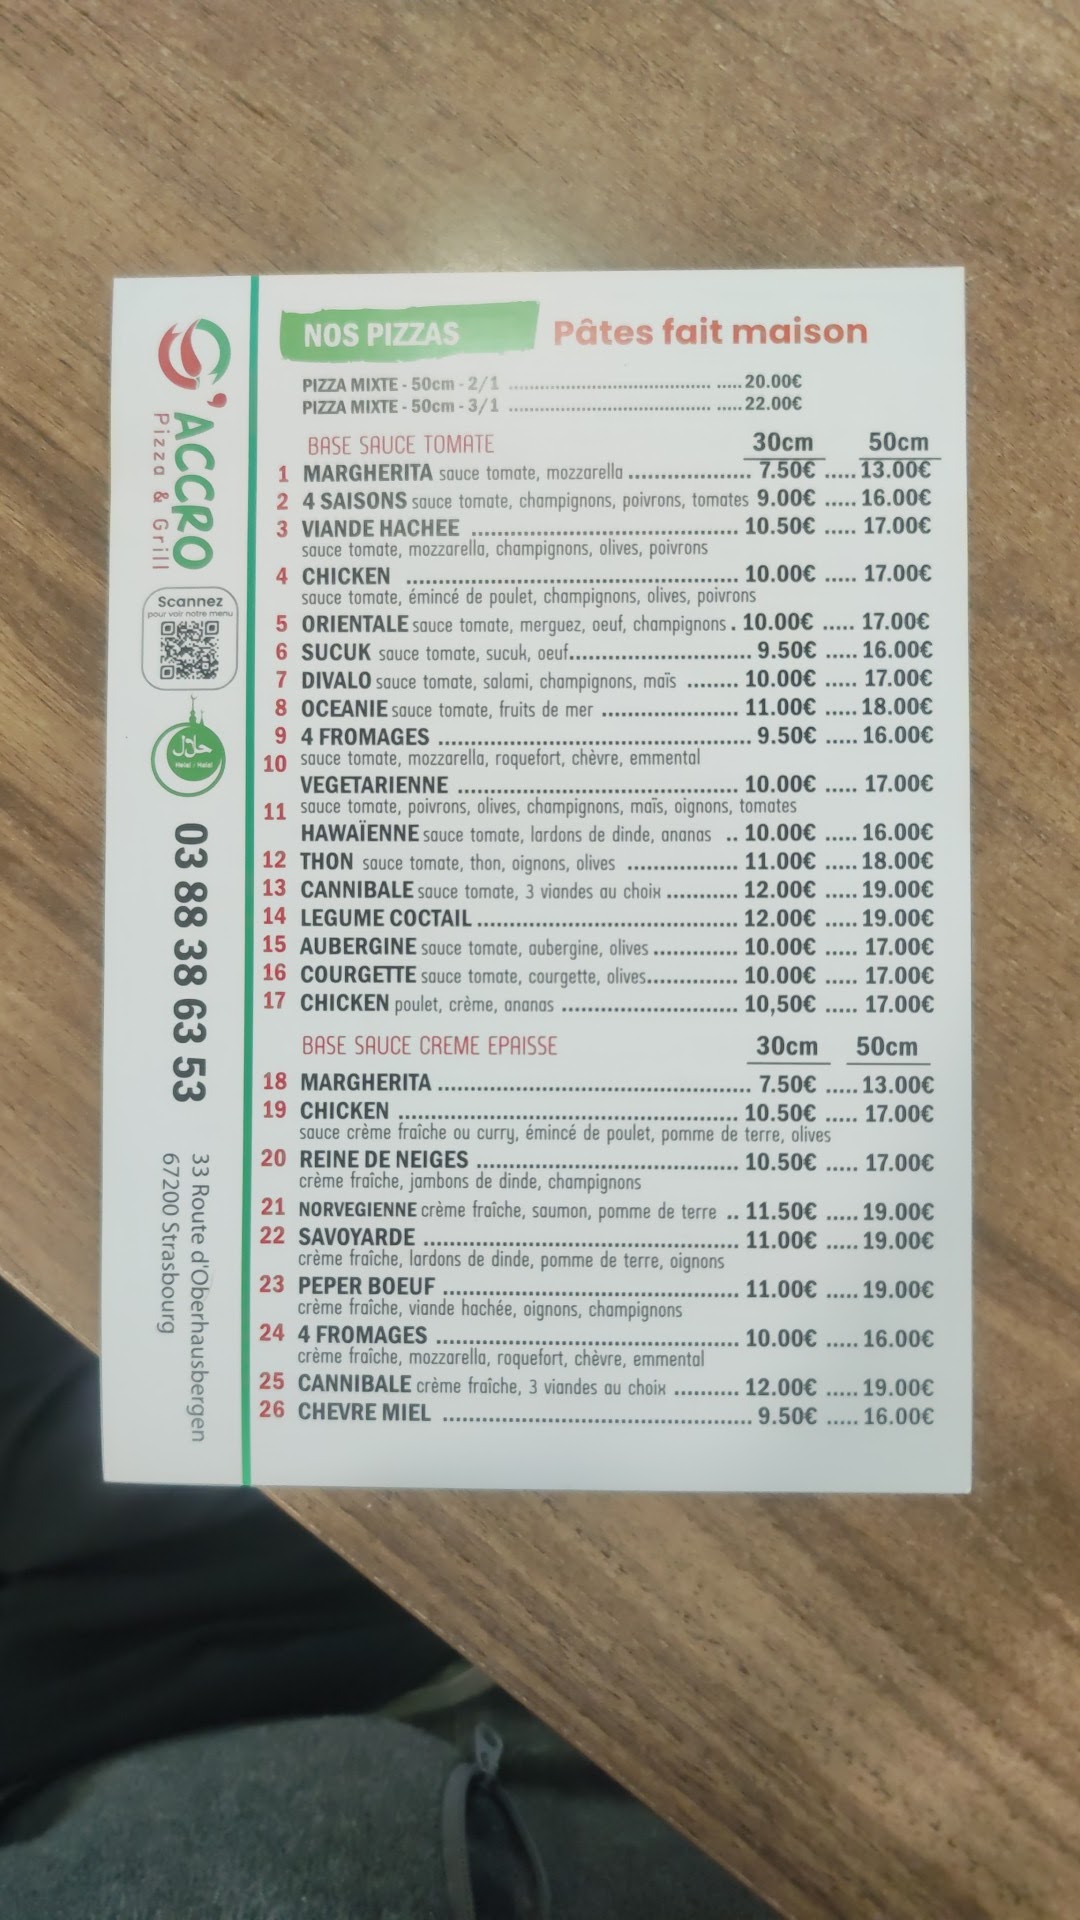 S'ACCRO
Pizza & Grill
Scannez
pour voir notre menu
حلال
Helal - Halal
03 88 38 63 53
33 Route d'Oberhausbergen
67200 Strasbourg
NOS PIZZAS Pâtes fait maison
PIZZA MIXTE - 50cm - 2/1 ..... 20.00€
PIZZA MIXTE - 50cm - 3/1 ..... 22.00€
BASE SAUCE TOMATE 30cm 50cm
1 MARGHERITA sauce tomate, mozzarella ..... 7.50€ ..... 13.00€
2 4 SAISONS sauce tomate, champignons, poivrons, tomates 9.00€ ..... 16.00€
3 VIANDE HACHEE ..... 10.50€ ..... 17.00€
sauce tomate, mozzarella, champignons, olives, poivrons
4 CHICKEN ..... 10.00€ ..... 17.00€
sauce tomate, émincé de poulet, champignons, olives, poivrons
5 ORIENTALE sauce tomate, merguez, oeuf, champignons . 10.00€ ..... 17.00€
6 SUCUK sauce tomate, sucuk, oeuf..... 9.50€ ..... 16.00€
7 DIVALO sauce tomate, salami, champignons, maïs ..... 10.00€ ..... 17.00€
8 OCEANIE sauce tomate, fruits de mer ..... 11.00€ ..... 18.00€
9 4 FROMAGES ..... 9.50€ ..... 16.00€
10 sauce tomate, mozzarella, roquefort, chèvre, emmental
VEGETARIENNE ..... 10.00€ ..... 17.00€
11 sauce tomate, poivrons, olives, champignons, maïs, oignons, tomates
HAWAÏENNE sauce tomate, lardons de dinde, ananas .. 10.00€ ..... 16.00€
12 THON sauce tomate, thon, oignons, olives ..... 11.00€ ..... 18.00€
13 CANNIBALE sauce tomate, 3 viandes au choix ..... 12.00€ ..... 19.00€
14 LEGUME COCTAIL ..... 12.00€ ..... 19.00€
15 AUBERGINE sauce tomate, aubergine, olives ..... 10.00€ ..... 17.00€
16 COURGETTE sauce tomate, courgette, olives..... 10.00€ ..... 17.00€
17 CHICKEN poulet, crème, ananas ..... 10,50€ ..... 17.00€
BASE SAUCE CREME EPAISSE 30cm 50cm
18 MARGHERITA ..... 7.50€ ..... 13.00€
19 CHICKEN ..... 10.50€ ..... 17.00€
sauce crème fraîche ou curry, émincé de poulet, pomme de terre, olives
20 REINE DE NEIGES ..... 10.50€ ..... 17.00€
crème fraîche, jambons de dinde, champignons
21 NORVEGIENNE crème fraîche, saumon, pomme de terre .. 11.50€ ..... 19.00€
22 SAVOYARDE ..... 11.00€ ..... 19.00€
crème fraîche, lardons de dinde, pomme de terre, oignons
23 PEPER BOEUF ..... 11.00€ ..... 19.00€
crème fraîche, viande hachée, oignons, champignons
24 4 FROMAGES ..... 10.00€ ..... 16.00€
crème fraîche, mozzarella, roquefort, chèvre, emmental
25 CANNIBALE crème fraîche, 3 viandes au choix ..... 12.00€ ..... 19.00€
26 CHEVRE MIEL ..... 9.50€ ..... 16.00€